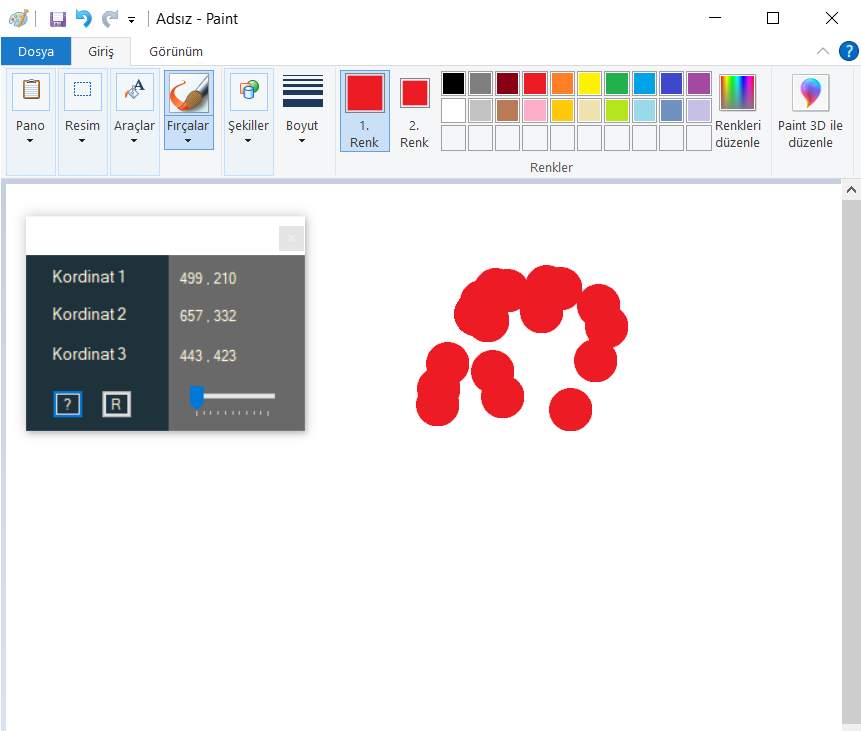 Adsız - Paint
Dosya Giriş Görünüm
?
Pano Resim Araçlar Fırçalar Şekiller Boyut 1. Renk 2. Renk Renkleri düzenle Paint 3D ile düzenle
Renkler
Kordinat 1 499 , 210
Kordinat 2 657 , 332
Kordinat 3 443 , 423
? R